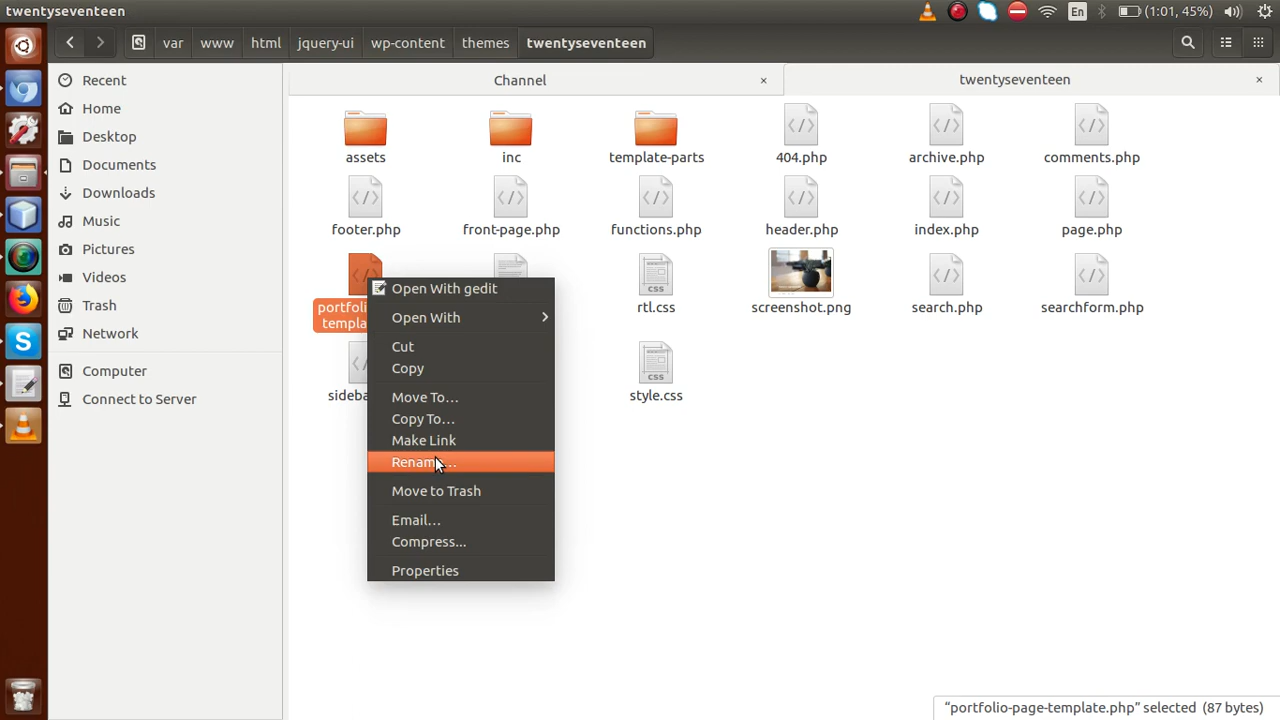 twentyseventeen
En
(1:01, 45%)
var
www
html
jquery-ui
wp-content
themes
twentyseventeen
Recent
Home
Desktop
Documents
Downloads
Music
Pictures
Videos
Trash
Network
Computer
Connect to Server
Channel
×
twentyseventeen
×
assets
inc
template-parts
404.php
archive.php
comments.php
footer.php
front-page.php
functions.php
header.php
index.php
page.php
portfoli
templa
css
rtl.css
screenshot.png
search.php
searchform.php
sideba
css
style.css
Open With gedit
Open With
Cut
Copy
Move To...
Copy To...
Make Link
Rename...
Move to Trash
Email...
Compress...
Properties
"portfolio-page-template.php" selected (87 bytes)